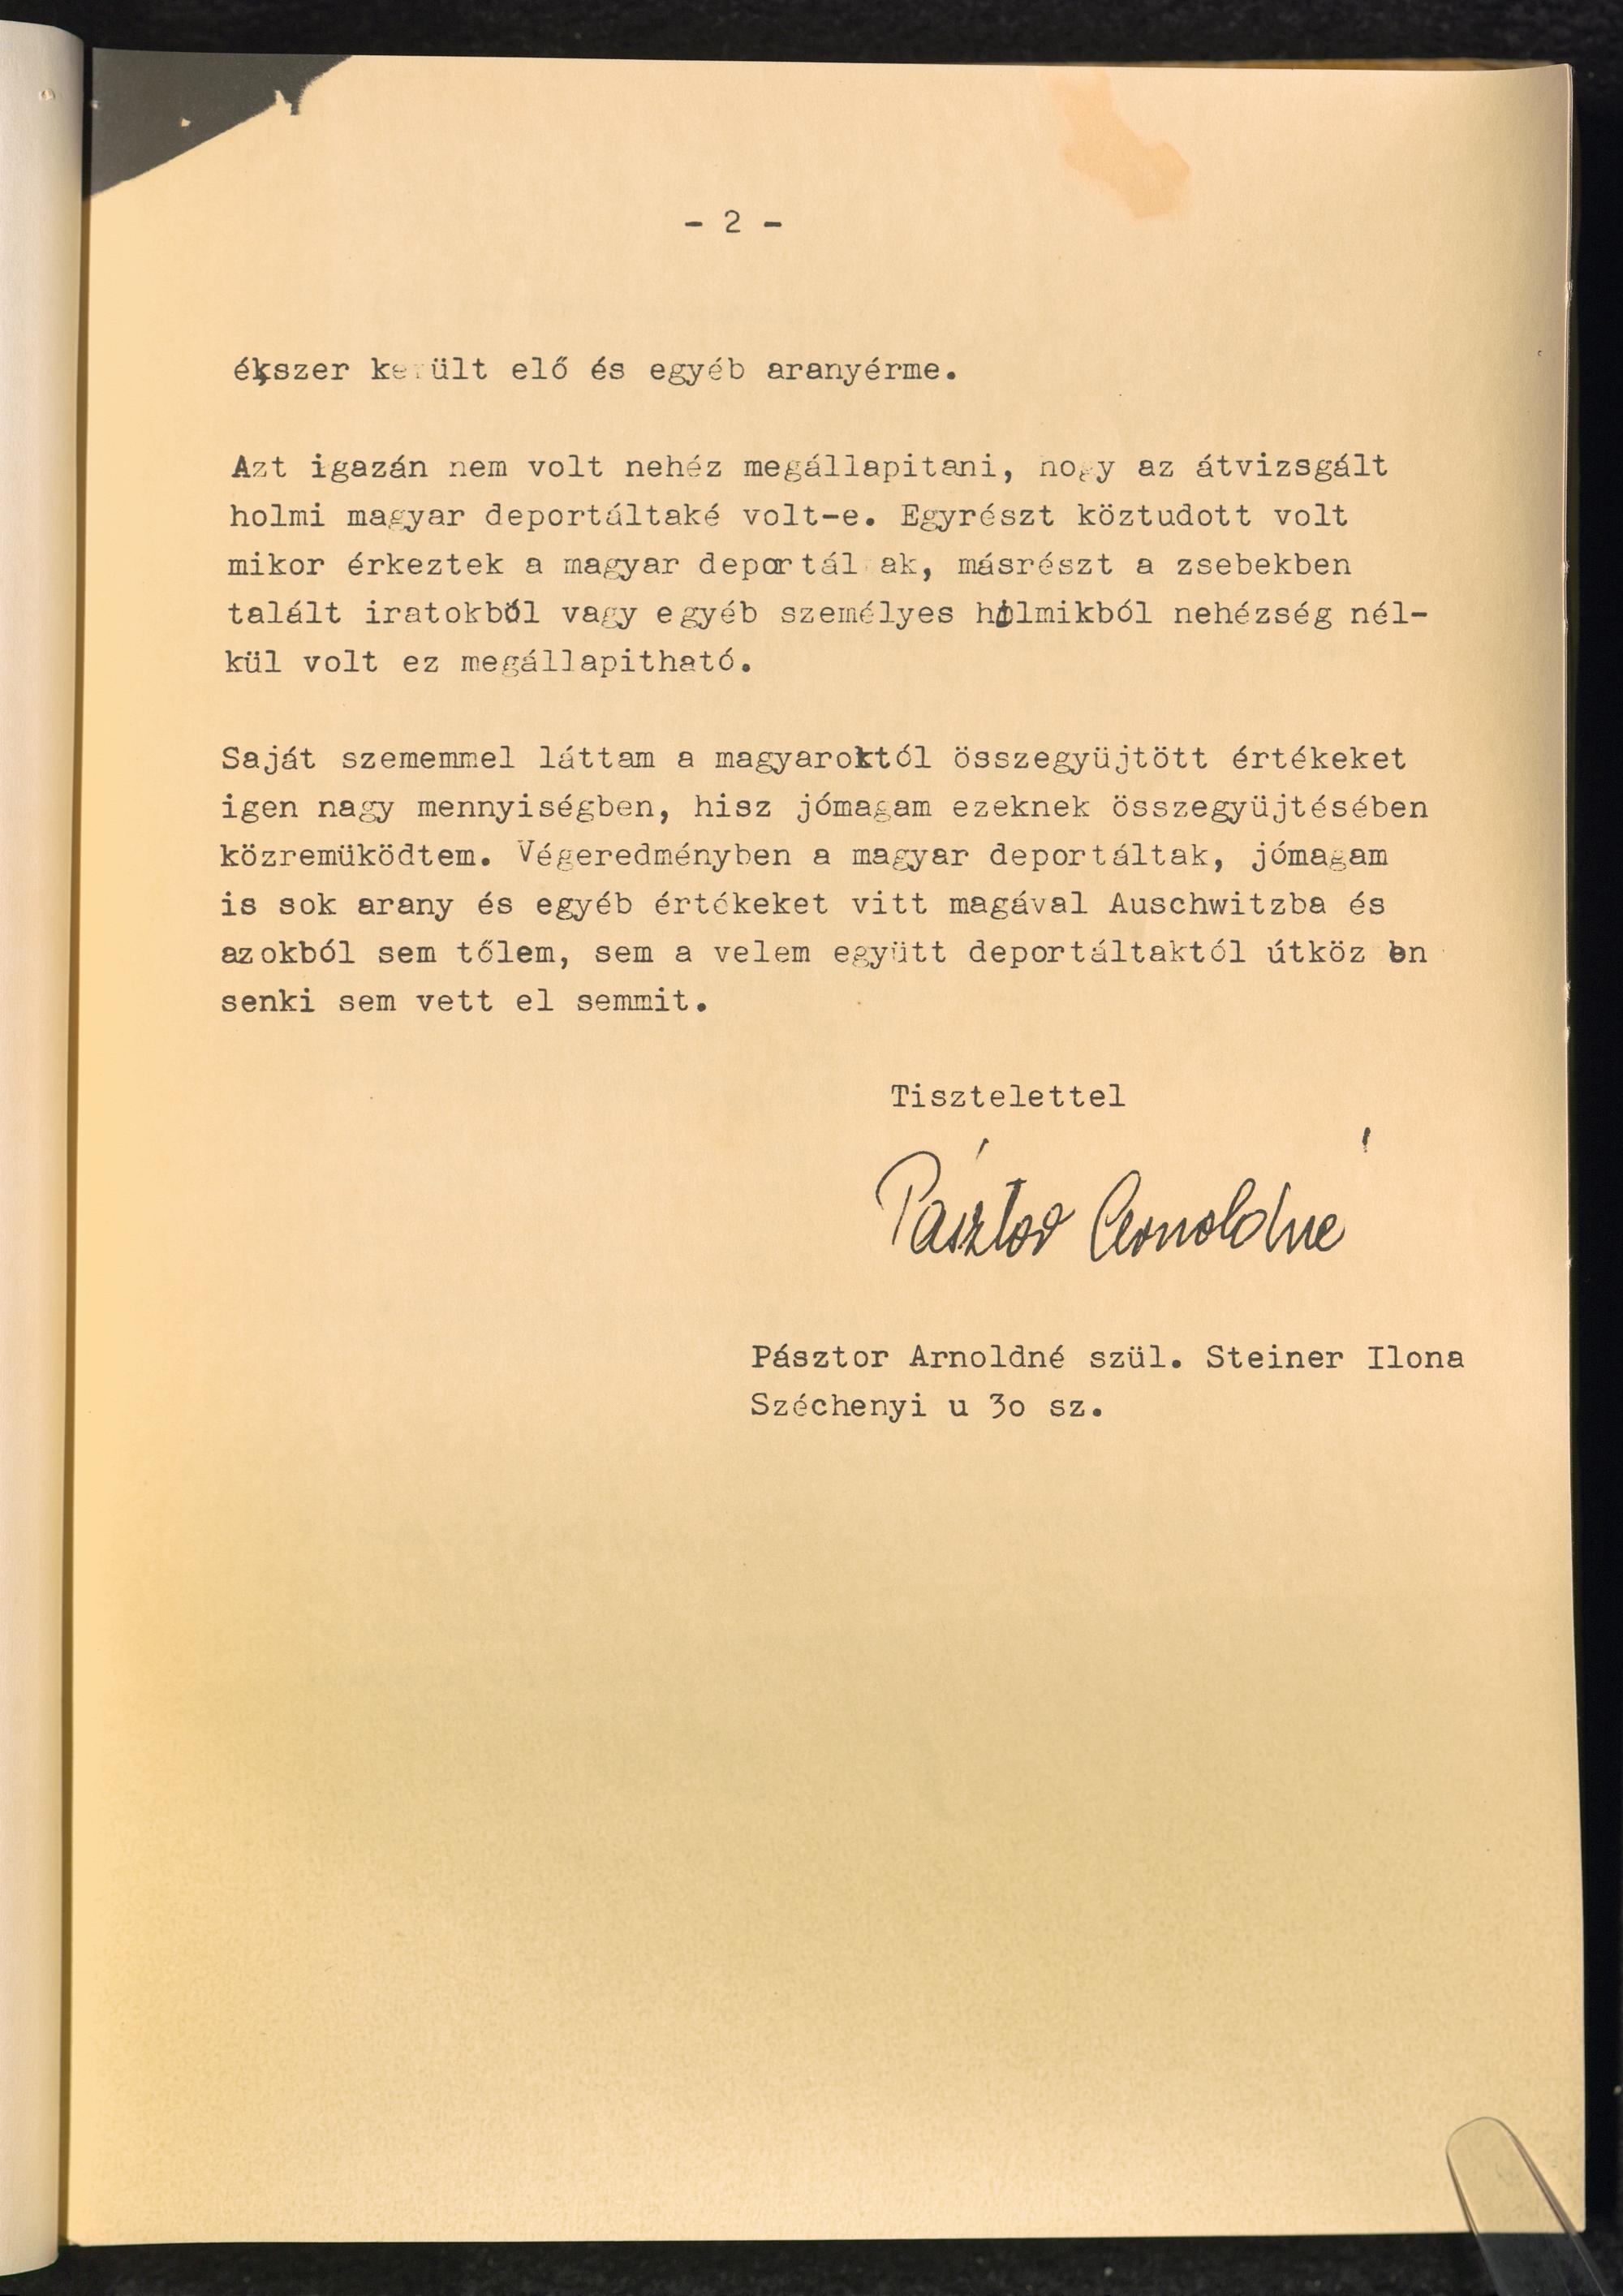 - 2 -
ékszer került elő és egyéb aranyérme.
Azt igazán nem volt nehéz megállapitani, hogy az átvizsgált
holmi magyar deportáltaké volt-e. Egyrészt köztudott volt
mikor érkeztek a magyar deportáltak, másrészt a zsebekben
talált iratokból vagy egyéb személyes holmikból nehézség nél-
kül volt ez megállapitható.
Saját szememmel láttam a magyaroktól összegyüjtött értékeket
igen nagy mennyiségben, hisz jómagam ezeknek összegyüjtésében
közremüködtem. Végeredményben a magyar deportáltak, jómagam
is sok arany és egyéb értékeket vitt magával Auschwitzba és
azokból sem tőlem, sem a velem együtt deportáltaktól útköz en
senki sem vett el semmit.
Tisztelettel
Pásztor Arnoldné
Pásztor Arnoldné szül. Steiner Ilona
Széchenyi u 3o sz.